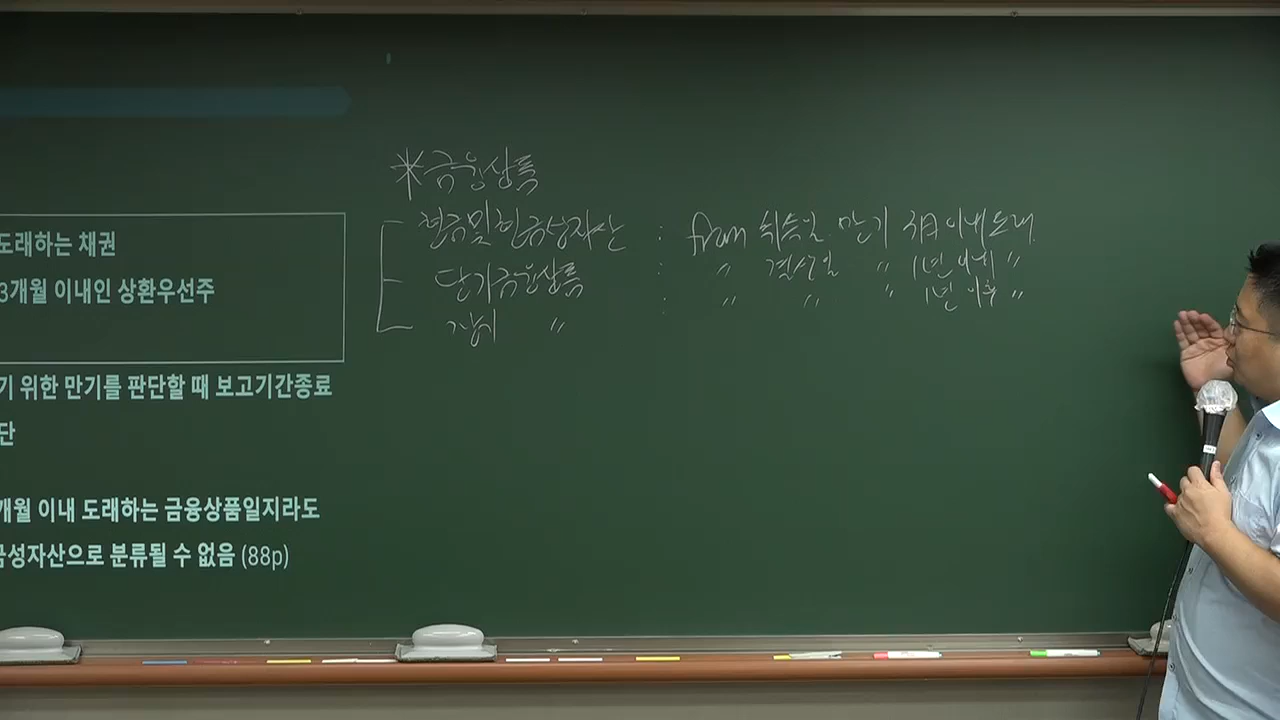 도래하는 채권
3개월 이내인 상환우선주
기 위한 만기를 판단할 때 보고기간종료
단
개월 이내 도래하는 금융상품일지라도
금성자산으로 분류될 수 없음 (88p)
*금융상품
현금및현금성자산 : from 취득일 만기 3月 이내 도래
단기금융상품 : 〃 결산일 〃 1년 이내 〃
장기 〃 : 〃 〃 〃 1년 이후 〃